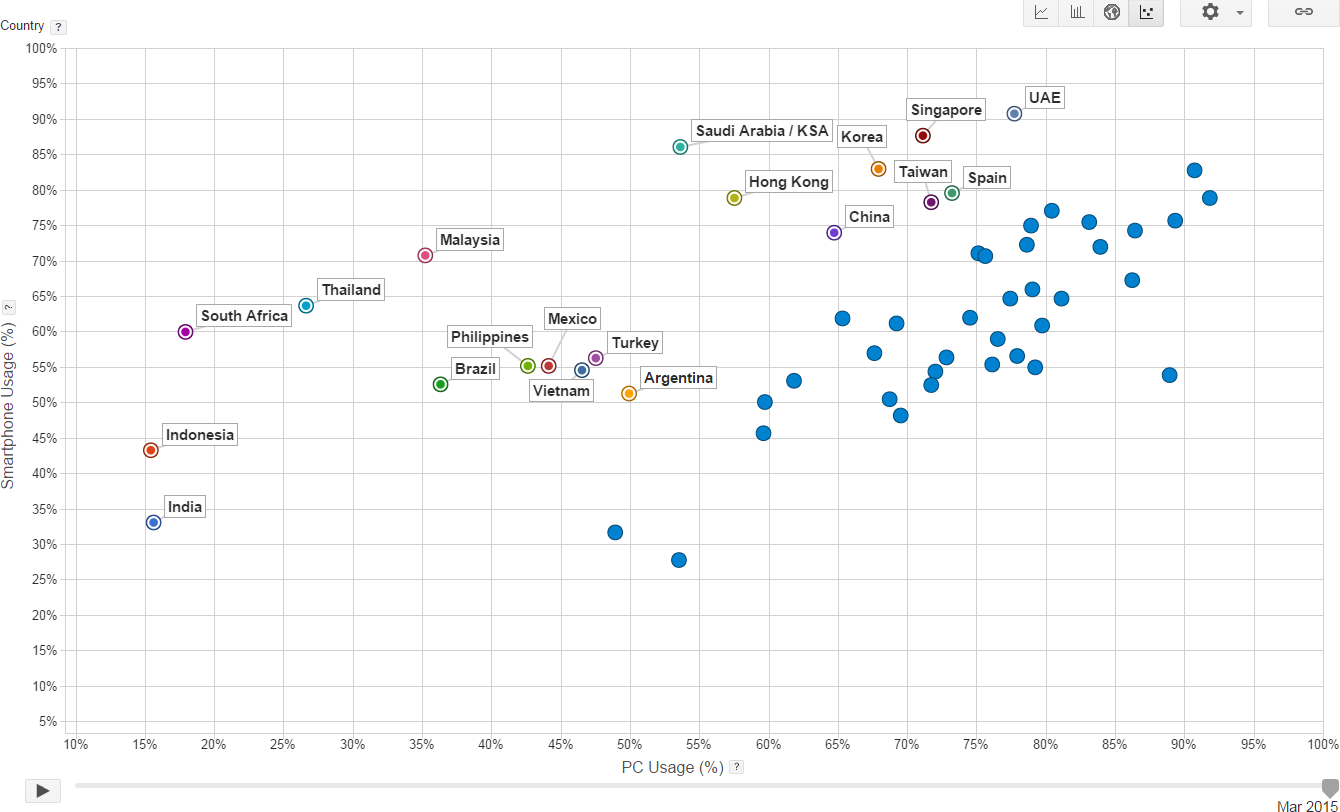 Country ?
100%
95%
90%
85%
80%
75%
70%
65%
60%
55%
50%
45%
40%
35%
30%
25%
20%
15%
10%
5%
Smartphone Usage (%) ?
UAE
Singapore
Saudi Arabia / KSA
Korea
Taiwan
Spain
Hong Kong
China
Malaysia
Thailand
South Africa
Mexico
Philippines
Turkey
Brazil
Argentina
Vietnam
Indonesia
India
10% 15% 20% 25% 30% 35% 40% 45% 50% 55% 60% 65% 70% 75% 80% 85% 90% 95% 100%
PC Usage (%) ?
Mar 2015